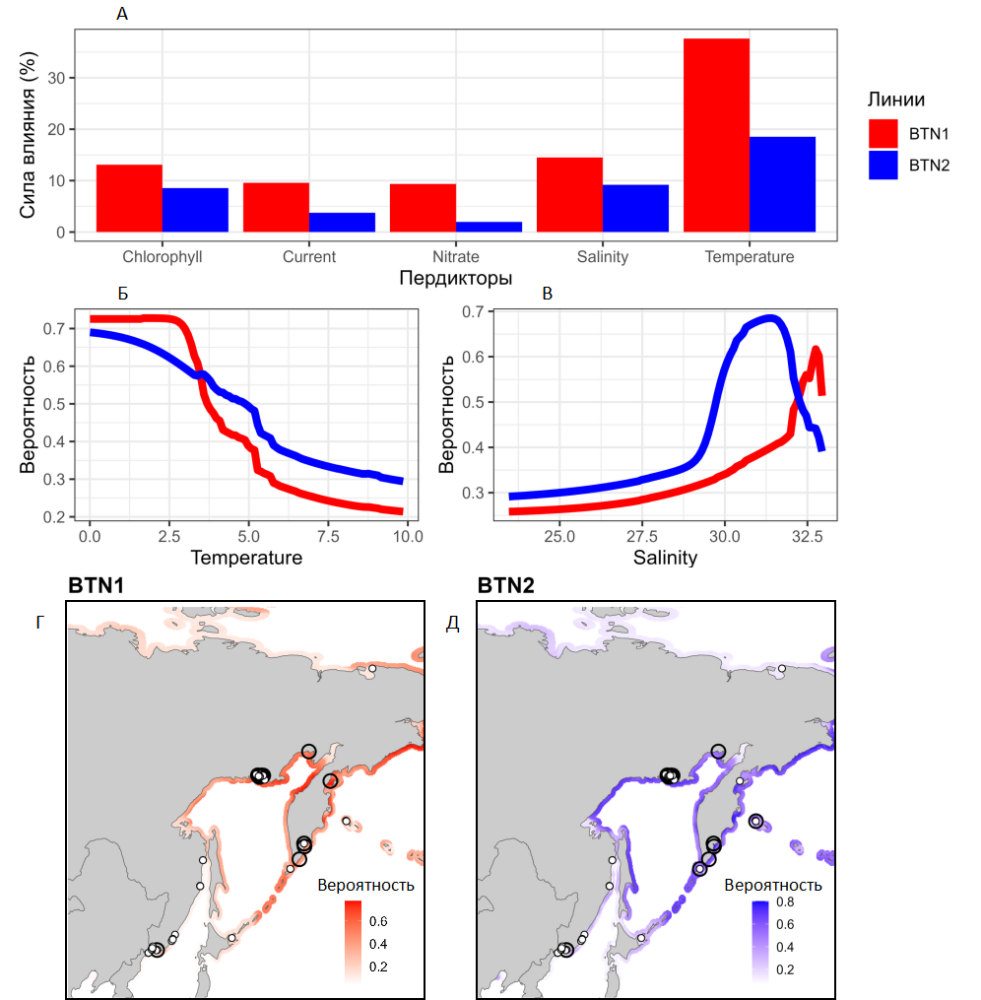 А
Сила влияния (%)
30
20
10
0
Chlorophyll Current Nitrate Salinity Temperature
Пердикторы
Линии
BTN1
BTN2
Б
Вероятность
0.7
0.6
0.5
0.4
0.3
0.2
0.0 2.5 5.0 7.5 10.0
Temperature
В
Вероятность
0.7
0.6
0.5
0.4
0.3
25.0 27.5 30.0 32.5
Salinity
BTN1
Г
Вероятность
0.6
0.4
0.2
BTN2
Д
Вероятность
0.8
0.6
0.4
0.2